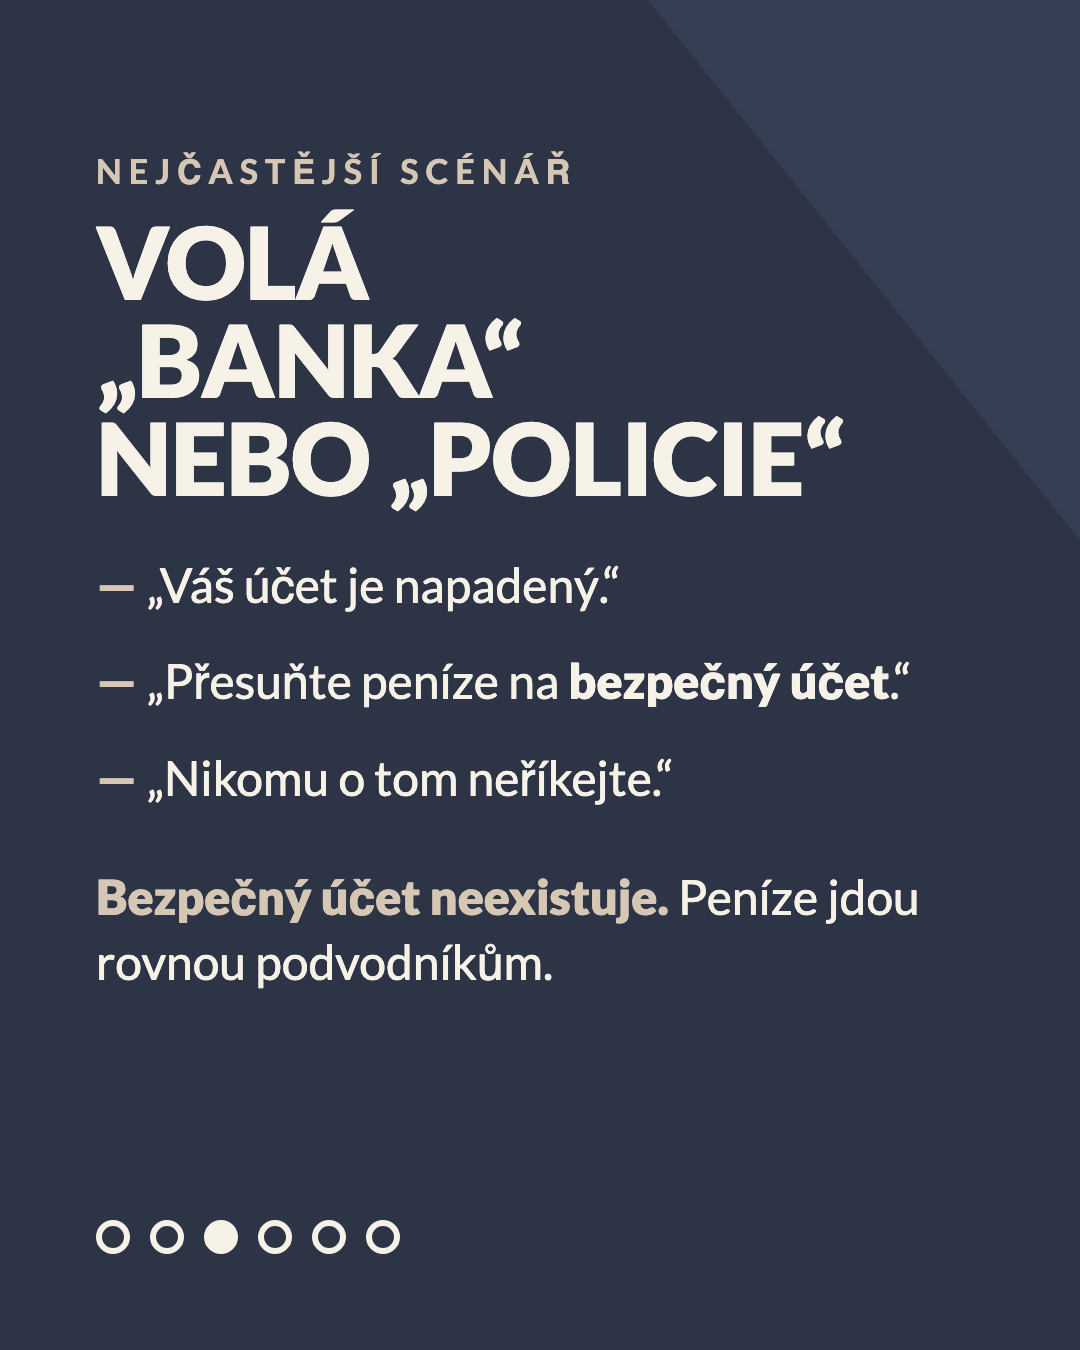 NEJČASTĚJŠÍ SCÉNÁŘ
VOLÁ
„BANKA“
NEBO „POLICIE“
— „Váš účet je napadený.“
— „Přesuňte peníze na bezpečný účet.“
— „Nikomu o tom neříkejte.“
Bezpečný účet neexistuje. Peníze jdou
rovnou podvodníkům.